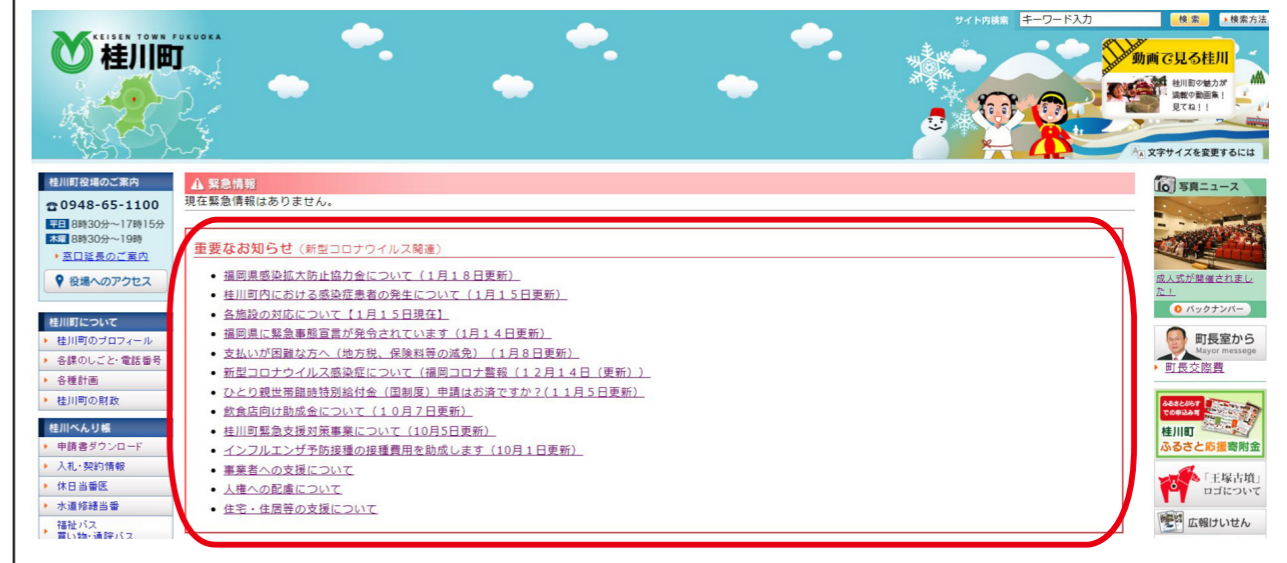 KEISEN TOWN FUKUOKA
桂川町
サイト内検索
キーワード入力
検索
検索方法
動画で見る桂川
桂川町の魅力が
満載の動画集！
見てね！！
文字サイズを変更するには
桂川町役場のご案内
0948-65-1100
平日 8時30分～17時15分
木曜 8時30分～19時
窓口延長のご案内
役場へのアクセス
桂川町について
桂川町のプロフィール
各課のしごと・電話番号
各種計画
桂川町の財政
桂川べんり帳
申請書ダウンロード
入札・契約情報
休日当番医
水道修繕当番
福祉バス
買い物・通院バス
緊急情報
現在緊急情報はありません。
重要なお知らせ（新型コロナウイルス関連）
福岡県感染拡大防止協力金について（１月１８日更新）
桂川町内における感染症患者の発生について（１月１５日更新）
各施設の対応について【１月１５日現在】
福岡県に緊急事態宣言が発令されています（1月１４日更新）
支払いが困難な方へ（地方税、保険料等の減免）（１月８日更新）
新型コロナウイルス感染症について（福岡コロナ警報（１２月１４日（更新））
ひとり親世帯臨時特別給付金（国制度）申請はお済ですか？(１１月５日更新）
飲食店向け助成金について（１０月７日更新）
桂川町緊急支援対策事業について（10月5日更新）
インフルエンザ予防接種の接種費用を助成します（10月１日更新）
事業者への支援について
人権への配慮について
住宅・住居等の支援について
写真ニュース
成人式が開催されまし
た！
バックナンバー
町長室から
Mayor messege
町長交際費
ふるさとぷらす
での申込み可
桂川町
ふるさと応援寄附金
「王塚古墳」
ロゴについて
広報けいせん